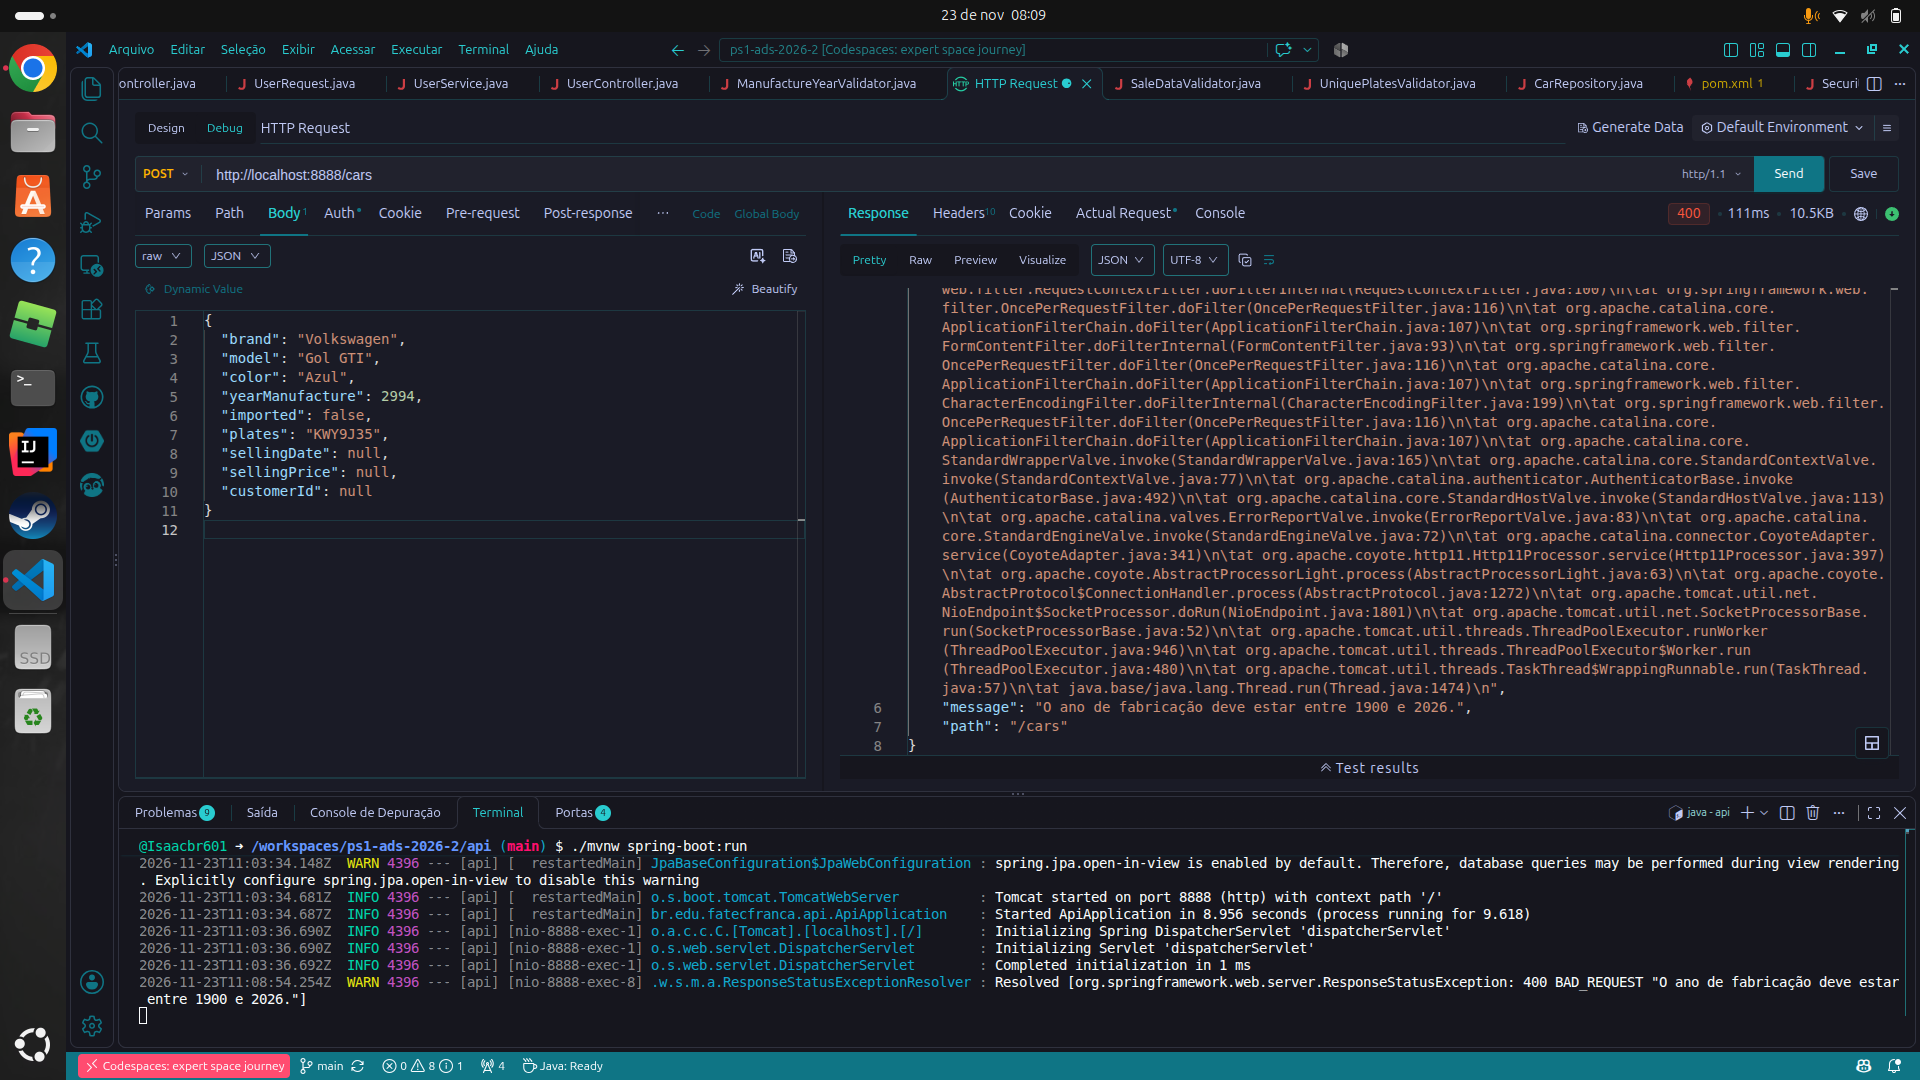 23 de nov 08:09
Arquivo Editar Seleção Exibir Acessar Executar Terminal Ajuda
ps1-ads-2026-2 [Codespaces: expert space journey]
ontroller.java UserRequest.java UserService.java UserController.java ManufactureYearValidator.java HTTP Request SaleDataValidator.java UniquePlatesValidator.java CarRepository.java pom.xml 1 Securi
Design Debug HTTP Request Generate Data Default Environment
POST http://localhost:8888/cars http/1.1 Send Save
Params Path Body 1 Auth Cookie Pre-request Post-response ··· Code Global Body
raw JSON
Dynamic Value Beautify
1 {
2 "brand": "Volkswagen",
3 "model": "Gol GTI",
4 "color": "Azul",
5 "yearManufacture": 2994,
6 "imported": false,
7 "plates": "KWY9J35",
8 "sellingDate": null,
9 "sellingPrice": null,
10 "customerId": null
11 }
12
Response Headers 10 Cookie Actual Request Console 400 111ms 10.5KB
Pretty Raw Preview Visualize JSON UTF-8
web.filter.RequestContextFilter.doFilterInternal(RequestContextFilter.java:100)\n\tat org.springframework.web.
filter.OncePerRequestFilter.doFilter(OncePerRequestFilter.java:116)\n\tat org.apache.catalina.core.
ApplicationFilterChain.doFilter(ApplicationFilterChain.java:107)\n\tat org.springframework.web.filter.
FormContentFilter.doFilterInternal(FormContentFilter.java:93)\n\tat org.springframework.web.filter.
OncePerRequestFilter.doFilter(OncePerRequestFilter.java:116)\n\tat org.apache.catalina.core.
ApplicationFilterChain.doFilter(ApplicationFilterChain.java:107)\n\tat org.springframework.web.filter.
CharacterEncodingFilter.doFilterInternal(CharacterEncodingFilter.java:199)\n\tat org.springframework.web.filter.
OncePerRequestFilter.doFilter(OncePerRequestFilter.java:116)\n\tat org.apache.catalina.core.
ApplicationFilterChain.doFilter(ApplicationFilterChain.java:107)\n\tat org.apache.catalina.core.
StandardWrapperValve.invoke(StandardWrapperValve.java:165)\n\tat org.apache.catalina.core.StandardContextValve.
invoke(StandardContextValve.java:77)\n\tat org.apache.catalina.authenticator.AuthenticatorBase.invoke
(AuthenticatorBase.java:492)\n\tat org.apache.catalina.core.StandardHostValve.invoke(StandardHostValve.java:113)
\n\tat org.apache.catalina.valves.ErrorReportValve.invoke(ErrorReportValve.java:83)\n\tat org.apache.catalina.
core.StandardEngineValve.invoke(StandardEngineValve.java:72)\n\tat org.apache.catalina.connector.CoyoteAdapter.
service(CoyoteAdapter.java:341)\n\tat org.apache.coyote.http11.Http11Processor.service(Http11Processor.java:397)
\n\tat org.apache.coyote.AbstractProcessorLight.process(AbstractProcessorLight.java:63)\n\tat org.apache.coyote.
AbstractProtocol$ConnectionHandler.process(AbstractProtocol.java:1272)\n\tat org.apache.tomcat.util.net.
NioEndpoint$SocketProcessor.doRun(NioEndpoint.java:1801)\n\tat org.apache.tomcat.util.net.SocketProcessorBase.
run(SocketProcessorBase.java:52)\n\tat org.apache.tomcat.util.threads.ThreadPoolExecutor.runWorker
(ThreadPoolExecutor.java:946)\n\tat org.apache.tomcat.util.threads.ThreadPoolExecutor$Worker.run
(ThreadPoolExecutor.java:480)\n\tat org.apache.tomcat.util.threads.TaskThread$WrappingRunnable.run(TaskThread.
java:57)\n\tat java.base/java.lang.Thread.run(Thread.java:1474)\n",
6 "message": "O ano de fabricação deve estar entre 1900 e 2026.",
7 "path": "/cars"
8 }
Test results
Problemas 9 Saída Console de Depuração Terminal Portas 4 java - api
@Isaacbr601 ➜ /workspaces/ps1-ads-2026-2/api (main) $ ./mvnw spring-boot:run
2026-11-23T11:03:34.148Z WARN 4396 --- [api] [ restartedMain] JpaBaseConfiguration$JpaWebConfiguration : spring.jpa.open-in-view is enabled by default. Therefore, database queries may be performed during view rendering
. Explicitly configure spring.jpa.open-in-view to disable this warning
2026-11-23T11:03:34.681Z INFO 4396 --- [api] [ restartedMain] o.s.boot.tomcat.TomcatWebServer : Tomcat started on port 8888 (http) with context path '/'
2026-11-23T11:03:34.687Z INFO 4396 --- [api] [ restartedMain] br.edu.fatecfranca.api.ApiApplication : Started ApiApplication in 8.956 seconds (process running for 9.618)
2026-11-23T11:03:36.690Z INFO 4396 --- [api] [nio-8888-exec-1] o.a.c.c.C.[Tomcat].[localhost].[/] : Initializing Spring DispatcherServlet 'dispatcherServlet'
2026-11-23T11:03:36.690Z INFO 4396 --- [api] [nio-8888-exec-1] o.s.web.servlet.DispatcherServlet : Initializing Servlet 'dispatcherServlet'
2026-11-23T11:03:36.692Z INFO 4396 --- [api] [nio-8888-exec-1] o.s.web.servlet.DispatcherServlet : Completed initialization in 1 ms
2026-11-23T11:08:54.254Z WARN 4396 --- [api] [nio-8888-exec-8] .w.s.m.a.ResponseStatusExceptionResolver : Resolved [org.springframework.web.server.ResponseStatusException: 400 BAD_REQUEST "O ano de fabricação deve estar
entre 1900 e 2026."]
Codespaces: expert space journey main 0 8 1 4 Java: Ready
SSD